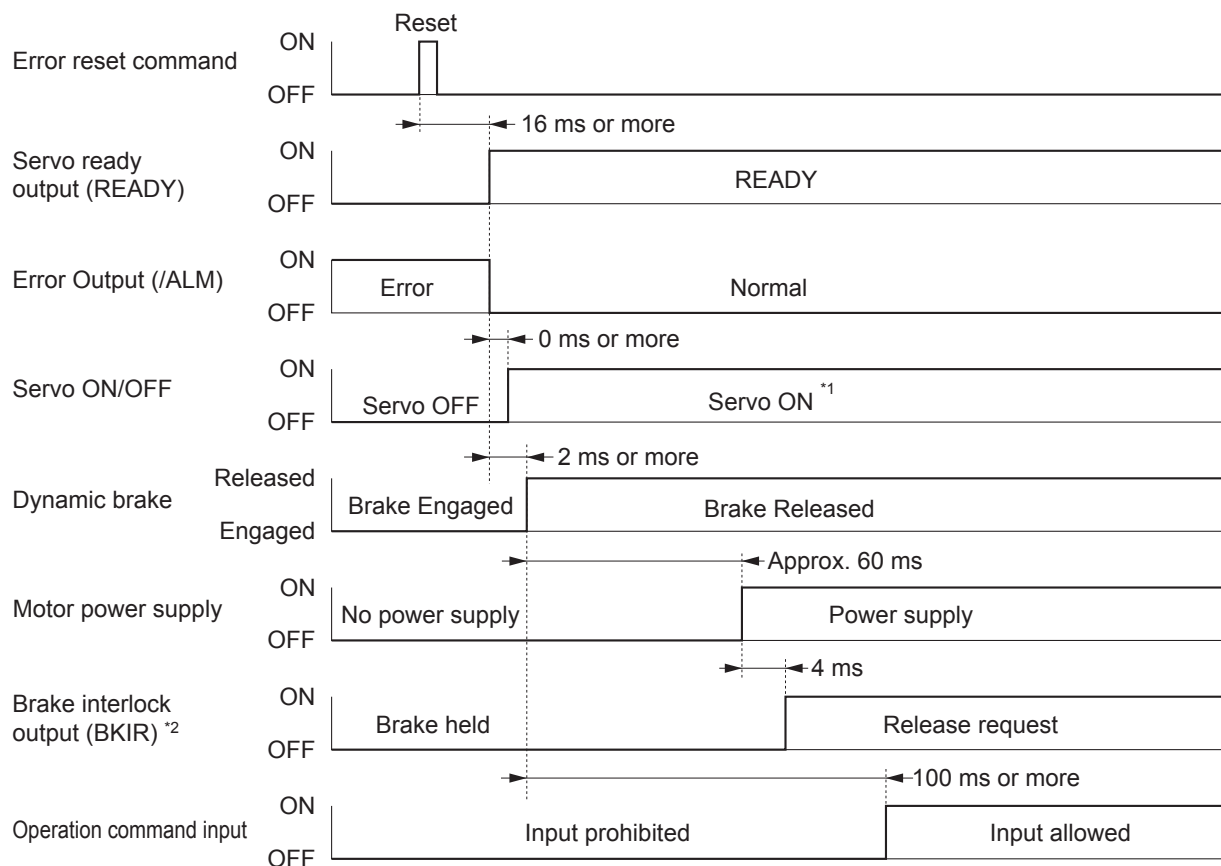 Reset
ON
Error reset command
OFF
16 ms or more
ON
Servo ready
output (READY)
READY
OFF
ON
Error Output (/ALM)
Error
Normal
OFF
0 ms or more
ON
Servo ON/OFF
Servo OFF
Servo ON *1
OFF
2 ms or more
Released
Dynamic brake
Brake Engaged
Brake Released
Engaged
Approx. 60 ms
ON
Motor power supply
No power supply
Power supply
OFF
4 ms
ON
Brake interlock
output (BKIR) *2
Brake held
Release request
OFF
100 ms or more
ON
Operation command input
Input prohibited
Input allowed
OFF